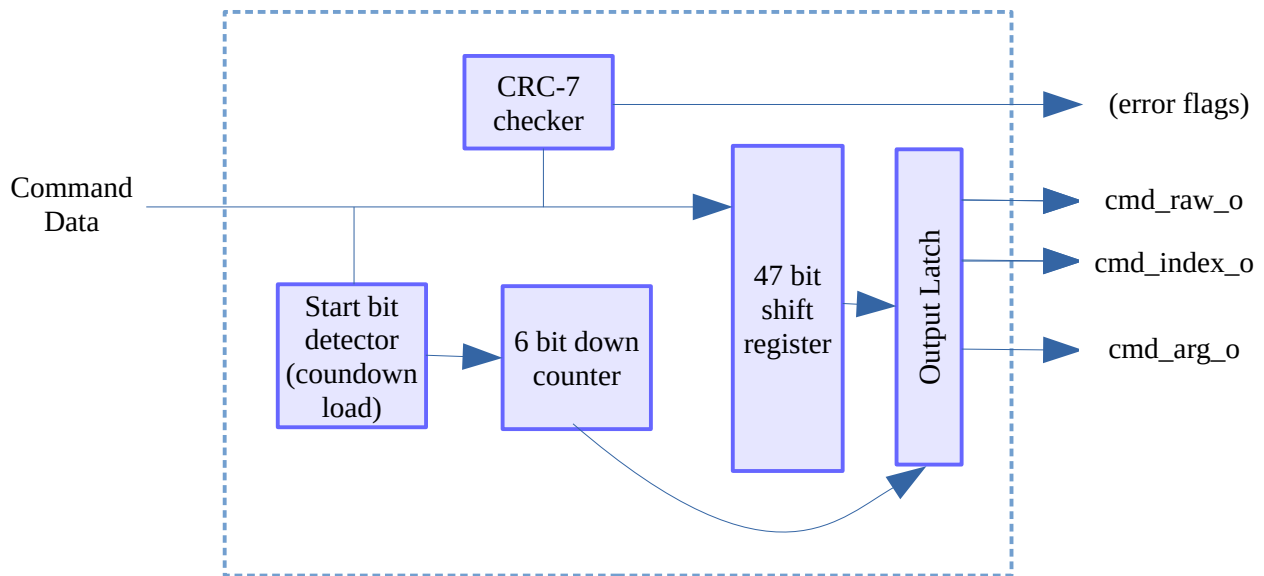 CRC-7
checker
(error flags)
Command
Data
cmd_raw_o
cmd_index_o
cmd_arg_o
Start bit
detector
(coundown
load)
6 bit down
counter
47 bit
shift
register
Output Latch